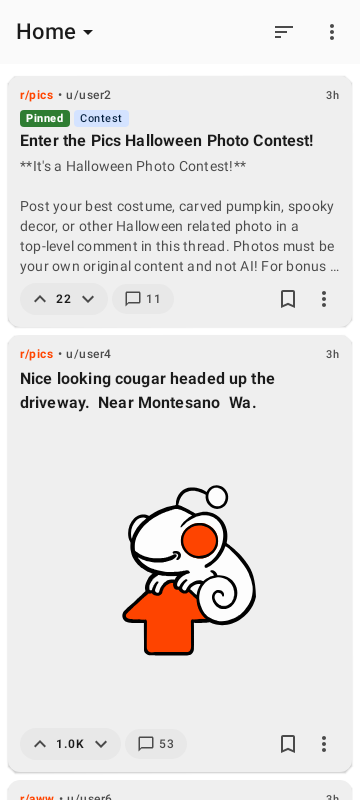 Home
r/pics • u/user2 3h
Pinned Contest
Enter the Pics Halloween Photo Contest!
**It's a Halloween Photo Contest!**
Post your best costume, carved pumpkin, spooky
decor, or other Halloween related photo in a
top-level comment in this thread. Photos must be
your own original content and not AI! For bonus …
22 11
r/pics • u/user4 3h
Nice looking cougar headed up the
driveway.  Near Montesano  Wa.
1.0K 53
r/aww • u/user6 3h